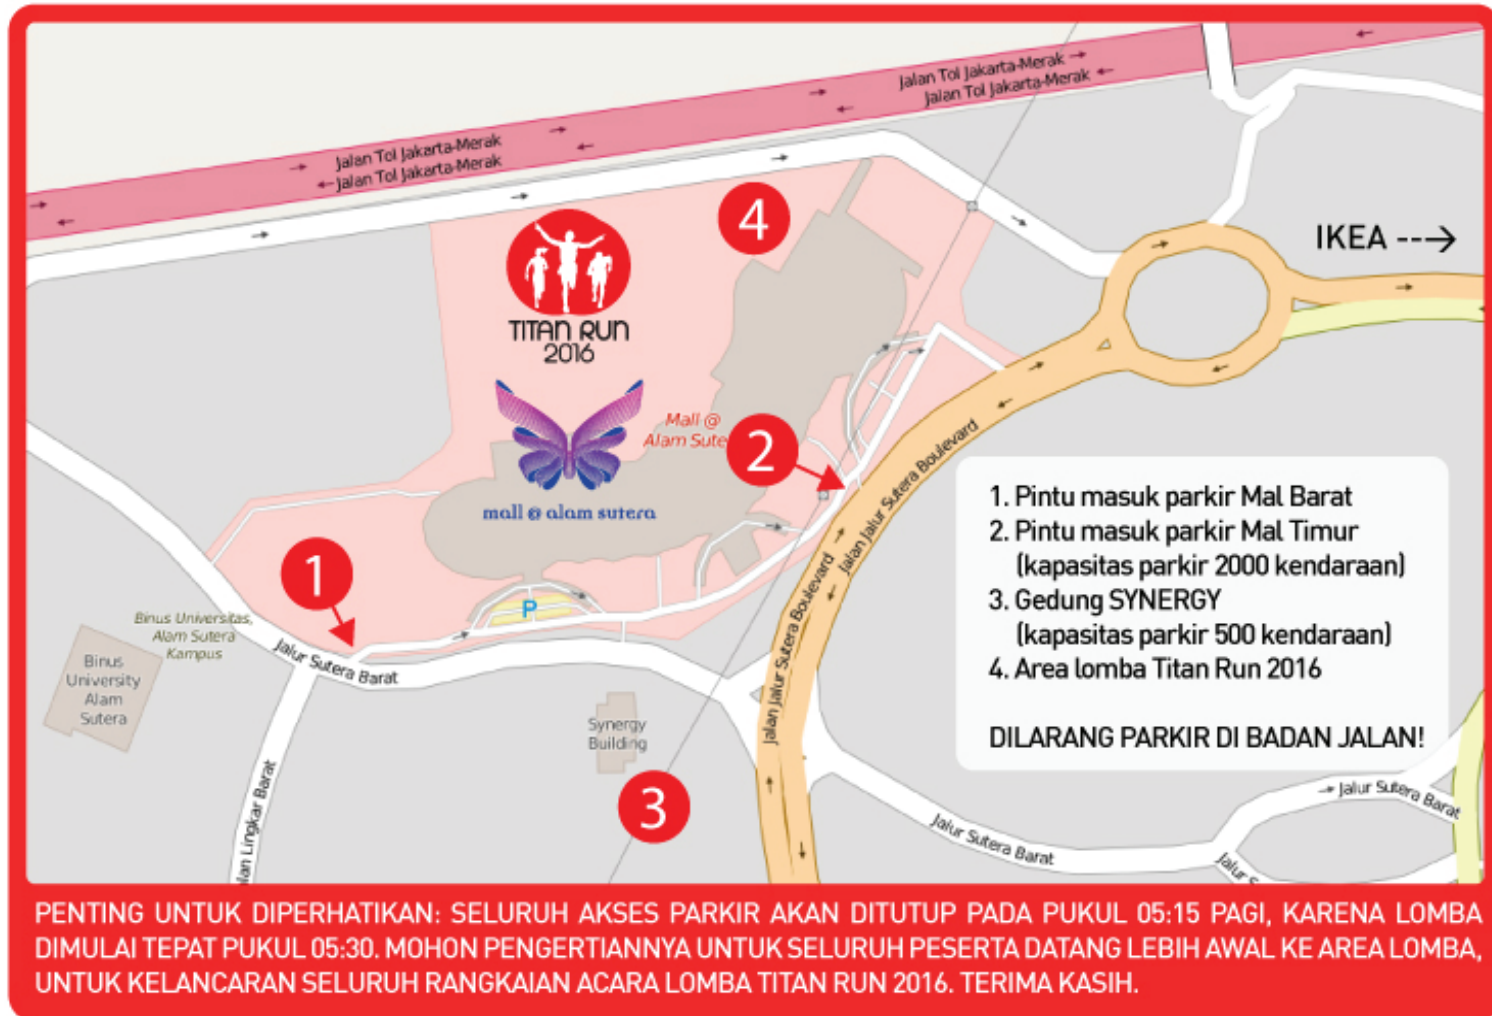 Jalan Tol Jakarta-Merak
Jalan Tol Jakarta-Merak
Jalan Tol Jakarta-Merak
Jalan Tol Jakarta-Merak
4
IKEA --->
TITAN RUN
2016
Mall @
Alam Sute
2
mall @ alam sutera
1
P
Jalan Jalur Sutera Boulevard
Jalan Jalur Sutera Boulevard
Jalan Jalur Sutera Boulevard
Binus Universitas,
Alam Sutera
Kampus
Binus
University
Alam
Sutera
Jalur Sutera Barat
Synergy
Building
3
lan Lingkar Barat
Jalur Sutera Barat
Jalur Sutera Barat
Jalur S
1. Pintu masuk parkir Mal Barat
2. Pintu masuk parkir Mal Timur
(kapasitas parkir 2000 kendaraan)
3. Gedung SYNERGY
(kapasitas parkir 500 kendaraan)
4. Area lomba Titan Run 2016
DILARANG PARKIR DI BADAN JALAN!
PENTING UNTUK DIPERHATIKAN: SELURUH AKSES PARKIR AKAN DITUTUP PADA PUKUL 05:15 PAGI, KARENA LOMBA
DIMULAI TEPAT PUKUL 05:30. MOHON PENGERTIANNYA UNTUK SELURUH PESERTA DATANG LEBIH AWAL KE AREA LOMBA,
UNTUK KELANCARAN SELURUH RANGKAIAN ACARA LOMBA TITAN RUN 2016. TERIMA KASIH.